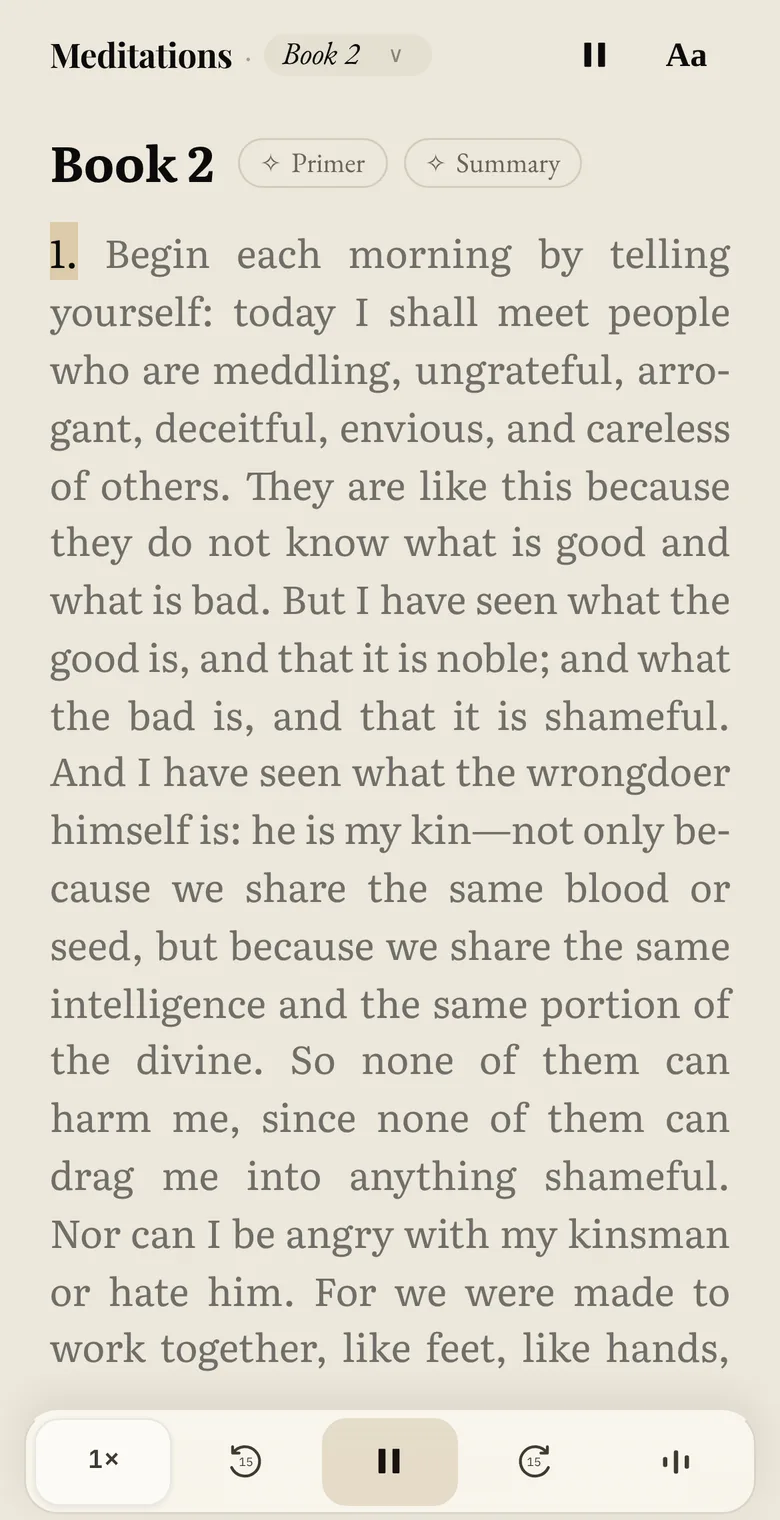 Meditations · Book 2 ∨ Aa
Book 2 ✧ Primer ✧ Summary
1. Begin each morning by telling
yourself: today I shall meet people
who are meddling, ungrateful, arro-
gant, deceitful, envious, and careless
of others. They are like this because
they do not know what is good and
what is bad. But I have seen what the
good is, and that it is noble; and what
the bad is, and that it is shameful.
And I have seen what the wrongdoer
himself is: he is my kin—not only be-
cause we share the same blood or
seed, but because we share the same
intelligence and the same portion of
the divine. So none of them can
harm me, since none of them can
drag me into anything shameful.
Nor can I be angry with my kinsman
or hate him. For we were made to
work together, like feet, like hands,
1× 15 15